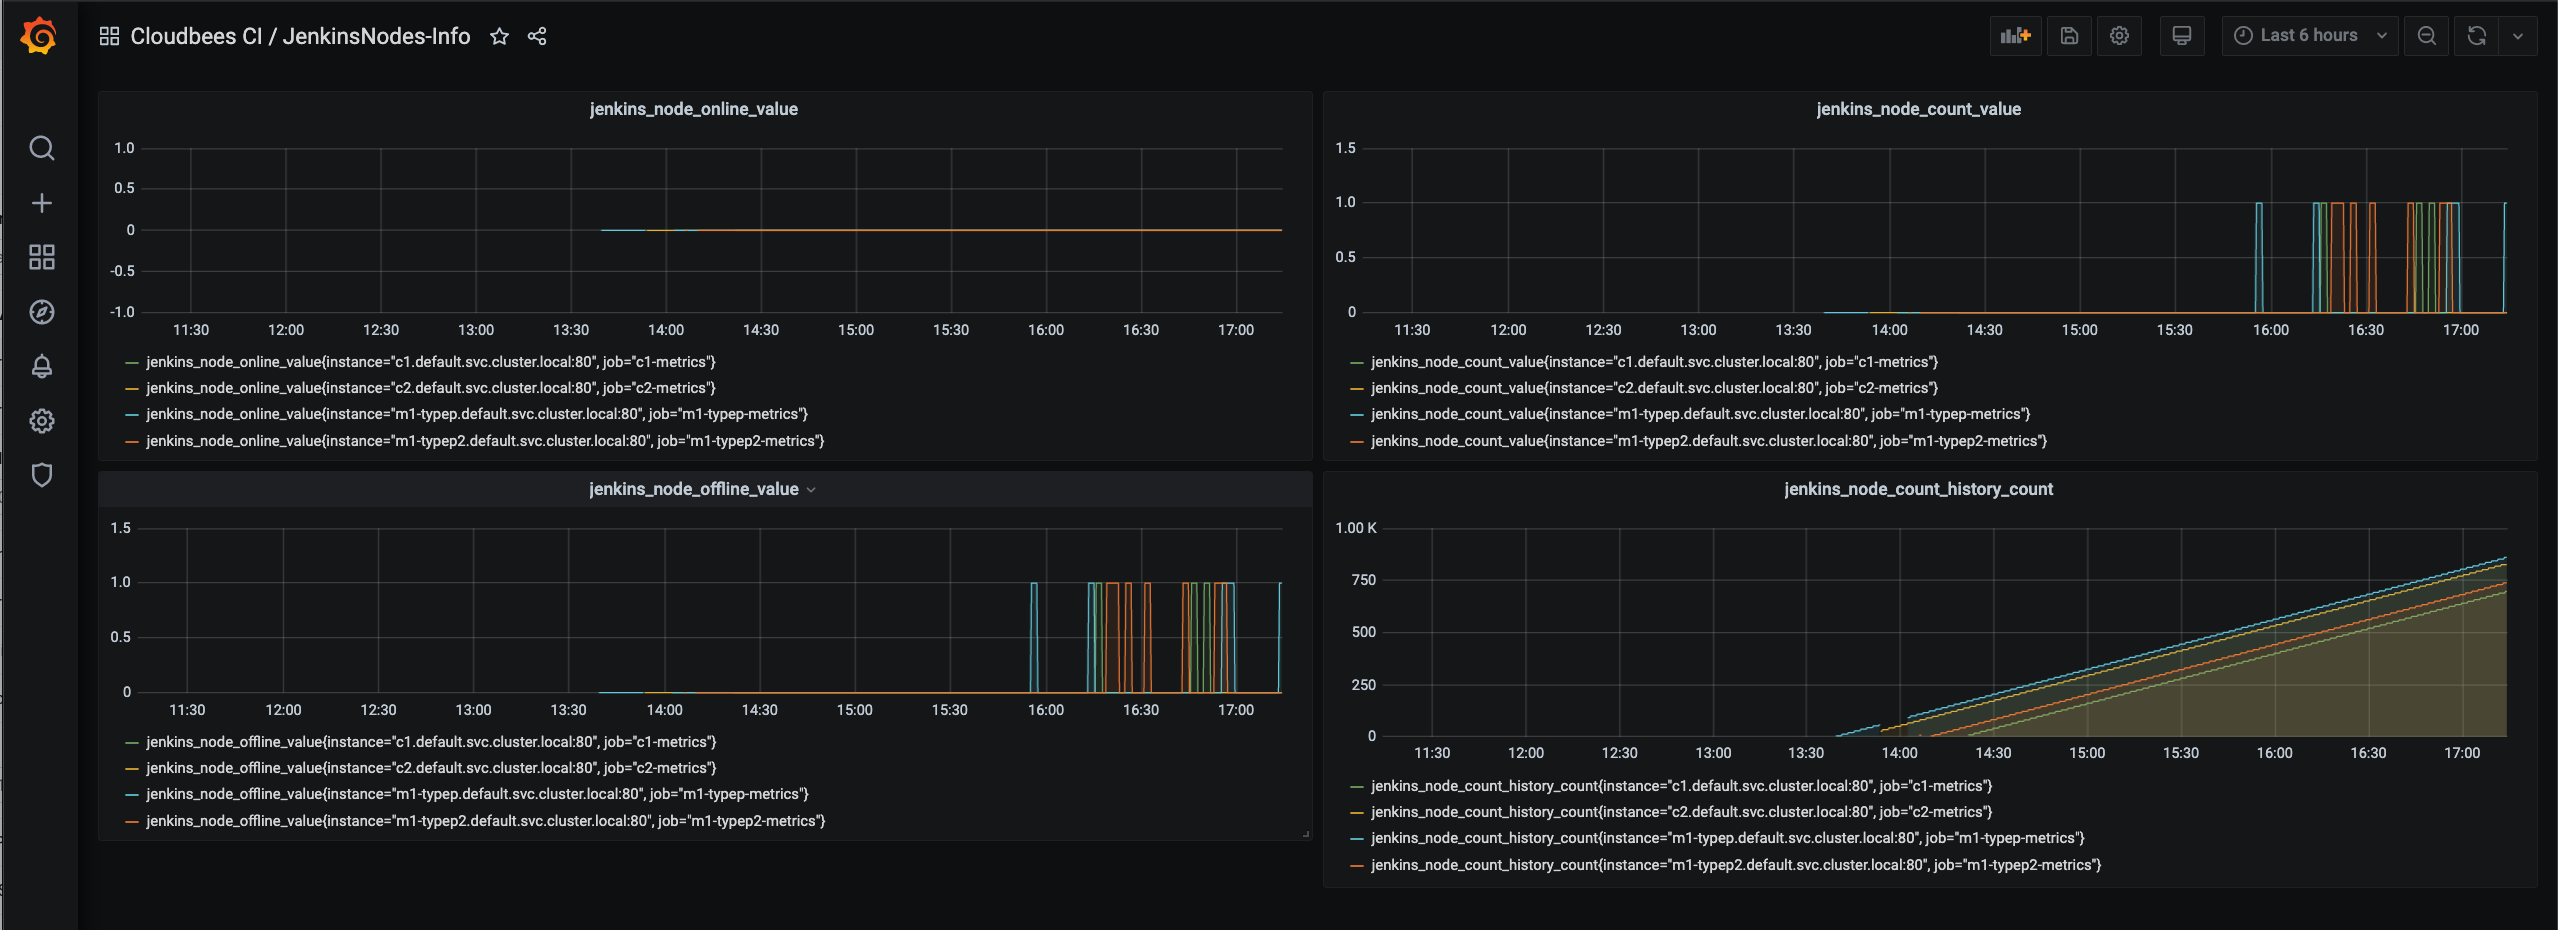 Cloudbees CI / JenkinsNodes-Info
Last 6 hours
jenkins_node_online_value
1.0
0.5
0
-0.5
-1.0
11:30 12:00 12:30 13:00 13:30 14:00 14:30 15:00 15:30 16:00 16:30 17:00
jenkins_node_online_value{instance="c1.default.svc.cluster.local:80", job="c1-metrics"}
jenkins_node_online_value{instance="c2.default.svc.cluster.local:80", job="c2-metrics"}
jenkins_node_online_value{instance="m1-typep.default.svc.cluster.local:80", job="m1-typep-metrics"}
jenkins_node_online_value{instance="m1-typep2.default.svc.cluster.local:80", job="m1-typep2-metrics"}
jenkins_node_count_value
1.5
1.0
0.5
0
11:30 12:00 12:30 13:00 13:30 14:00 14:30 15:00 15:30 16:00 16:30 17:00
jenkins_node_count_value{instance="c1.default.svc.cluster.local:80", job="c1-metrics"}
jenkins_node_count_value{instance="c2.default.svc.cluster.local:80", job="c2-metrics"}
jenkins_node_count_value{instance="m1-typep.default.svc.cluster.local:80", job="m1-typep-metrics"}
jenkins_node_count_value{instance="m1-typep2.default.svc.cluster.local:80", job="m1-typep2-metrics"}
jenkins_node_offline_value
1.5
1.0
0.5
0
11:30 12:00 12:30 13:00 13:30 14:00 14:30 15:00 15:30 16:00 16:30 17:00
jenkins_node_offline_value{instance="c1.default.svc.cluster.local:80", job="c1-metrics"}
jenkins_node_offline_value{instance="c2.default.svc.cluster.local:80", job="c2-metrics"}
jenkins_node_offline_value{instance="m1-typep.default.svc.cluster.local:80", job="m1-typep-metrics"}
jenkins_node_offline_value{instance="m1-typep2.default.svc.cluster.local:80", job="m1-typep2-metrics"}
jenkins_node_count_history_count
1.00 K
750
500
250
0
11:30 12:00 12:30 13:00 13:30 14:00 14:30 15:00 15:30 16:00 16:30 17:00
jenkins_node_count_history_count{instance="c1.default.svc.cluster.local:80", job="c1-metrics"}
jenkins_node_count_history_count{instance="c2.default.svc.cluster.local:80", job="c2-metrics"}
jenkins_node_count_history_count{instance="m1-typep.default.svc.cluster.local:80", job="m1-typep-metrics"}
jenkins_node_count_history_count{instance="m1-typep2.default.svc.cluster.local:80", job="m1-typep2-metrics"}